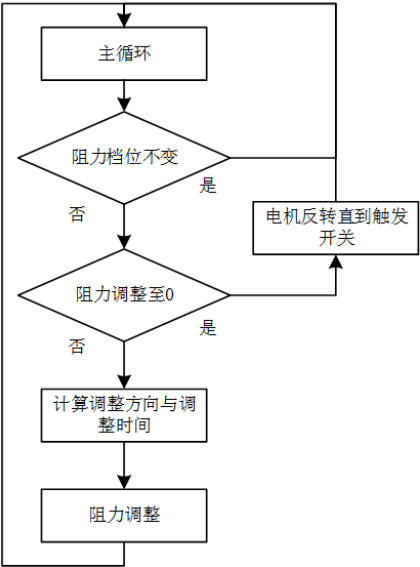 主循环
阻力档位不变
是
否
电机反转直到触发
开关
阻力调整至0
是
否
计算调整方向与调
整时间
阻力调整